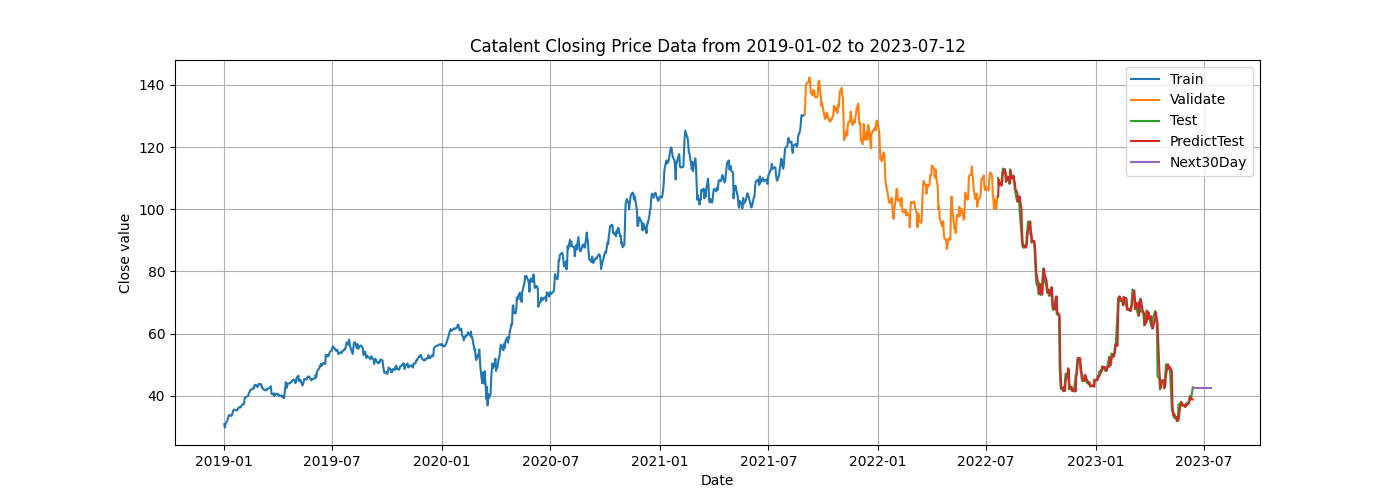 Catalent Closing Price Data from 2019-01-02 to 2023-07-12
Train
Validate
Test
PredictTest
Next30Day
Close value
140
120
100
80
60
40
2019-01 2019-07 2020-01 2020-07 2021-01 2021-07 2022-01 2022-07 2023-01 2023-07
Date